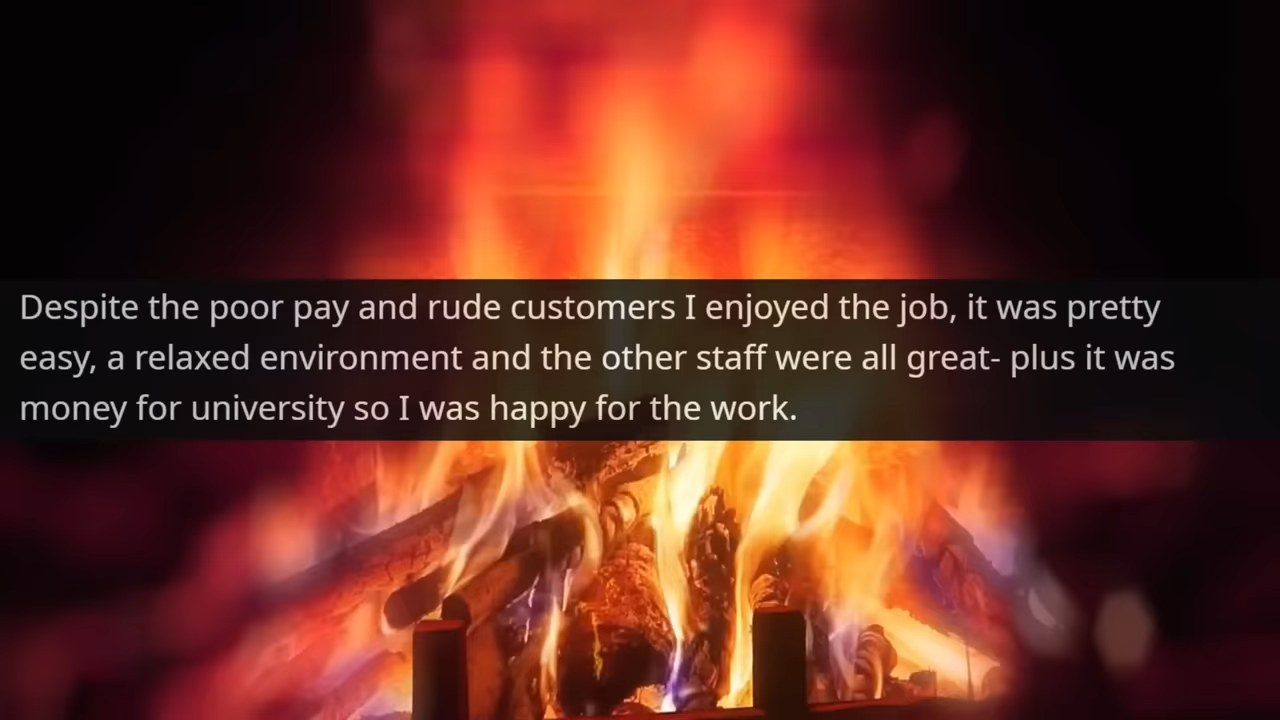 Despite the poor pay and rude customers I enjoyed the job, it was pretty
easy, a relaxed environment and the other staff were all great- plus it was
money for university so I was happy for the work.